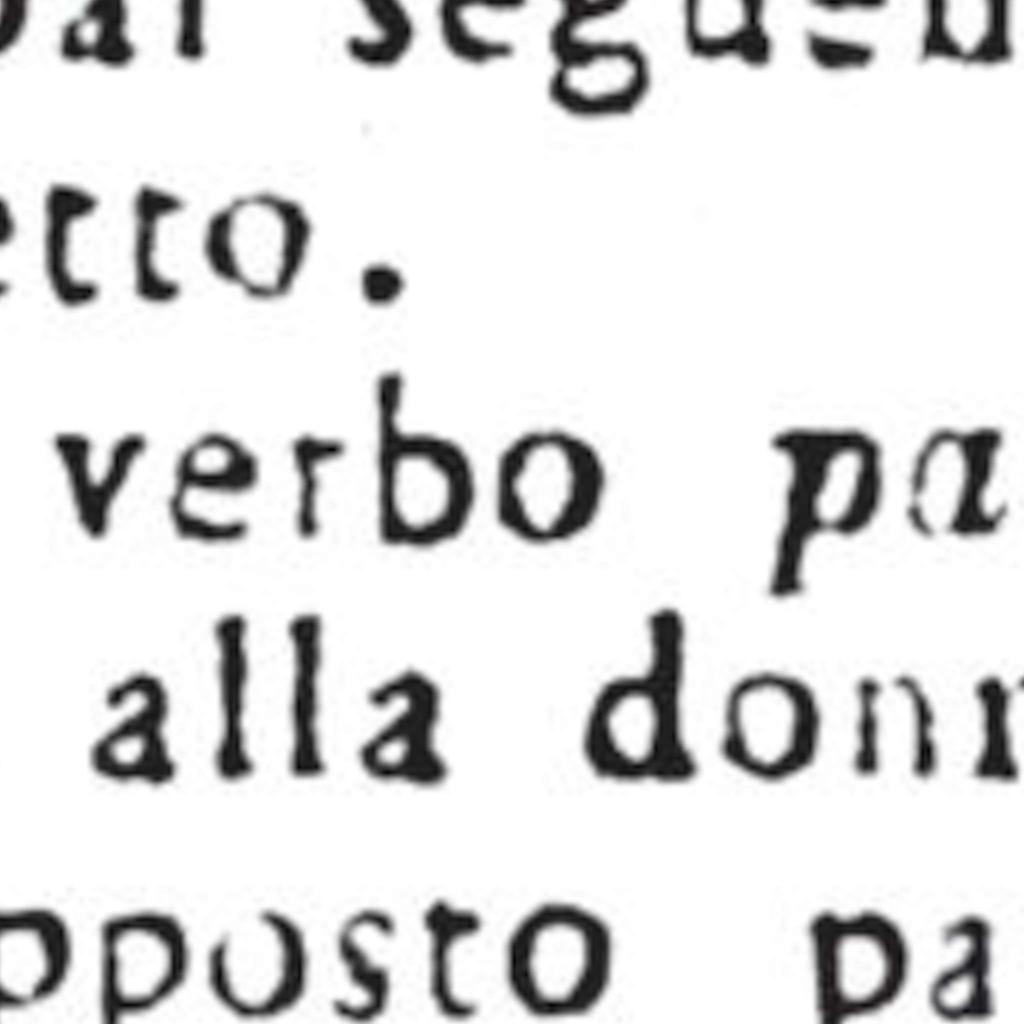 dal seguen
etto.
verbo pa
alla donn
pposto pa